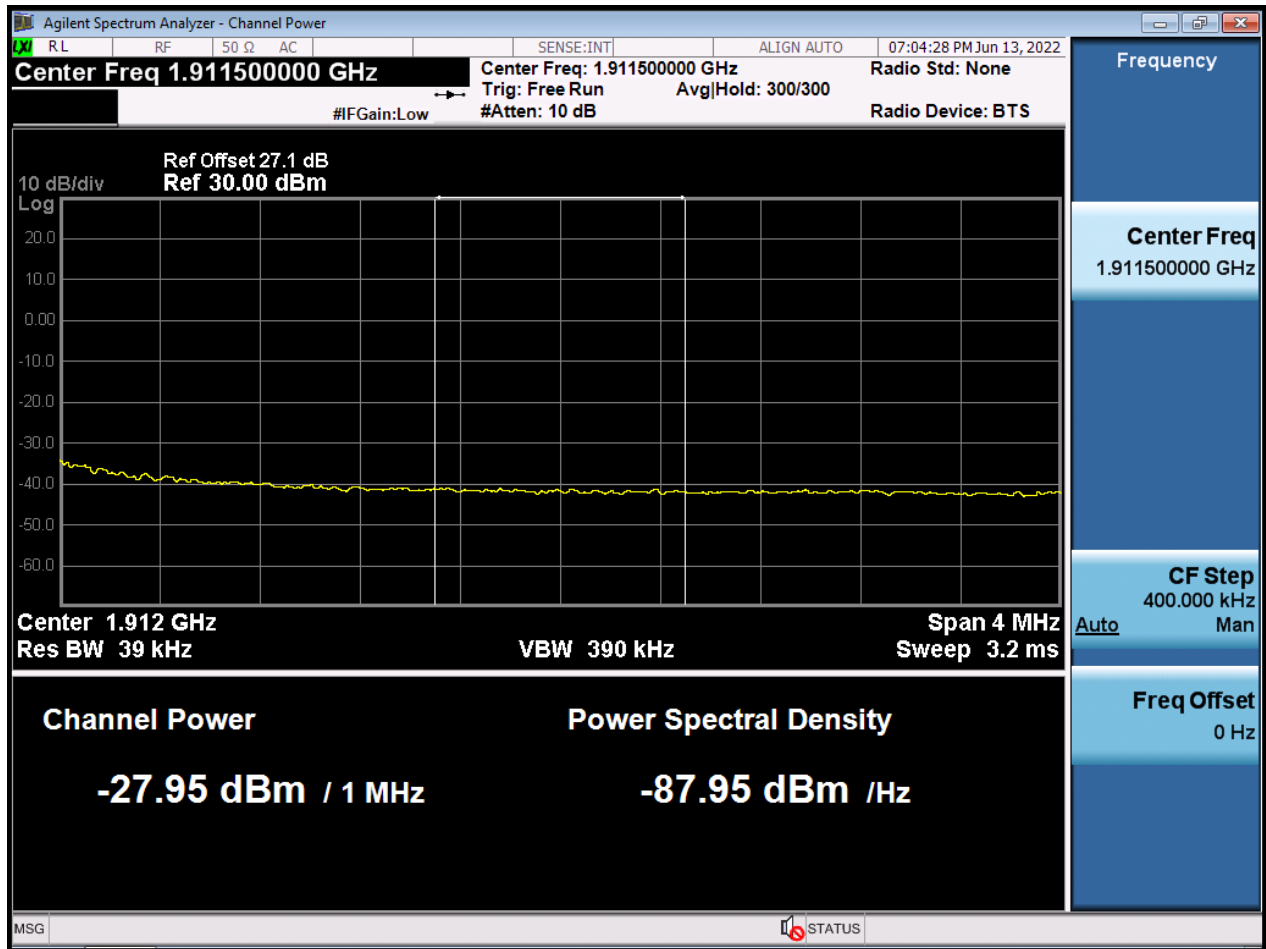 Agilent Spectrum Analyzer - Channel Power
LXI RL RF 50 Ω AC SENSE:INT ALIGN AUTO 07:04:28 PM Jun 13, 2022
Center Freq 1.911500000 GHz
#IFGain:Low
Center Freq: 1.911500000 GHz
Trig: Free Run Avg|Hold: 300/300
#Atten: 10 dB
Radio Std: None
Radio Device: BTS
Ref Offset 27.1 dB
10 dB/div Ref 30.00 dBm
Log
20.0
10.0
0.00
-10.0
-20.0
-30.0
-40.0
-50.0
-60.0
Center 1.912 GHz Span 4 MHz
Res BW 39 kHz VBW 390 kHz Sweep 3.2 ms
Channel Power Power Spectral Density
-27.95 dBm / 1 MHz -87.95 dBm /Hz
MSG STATUS
Frequency
Center Freq
1.911500000 GHz
CF Step
400.000 kHz
Auto Man
Freq Offset
0 Hz